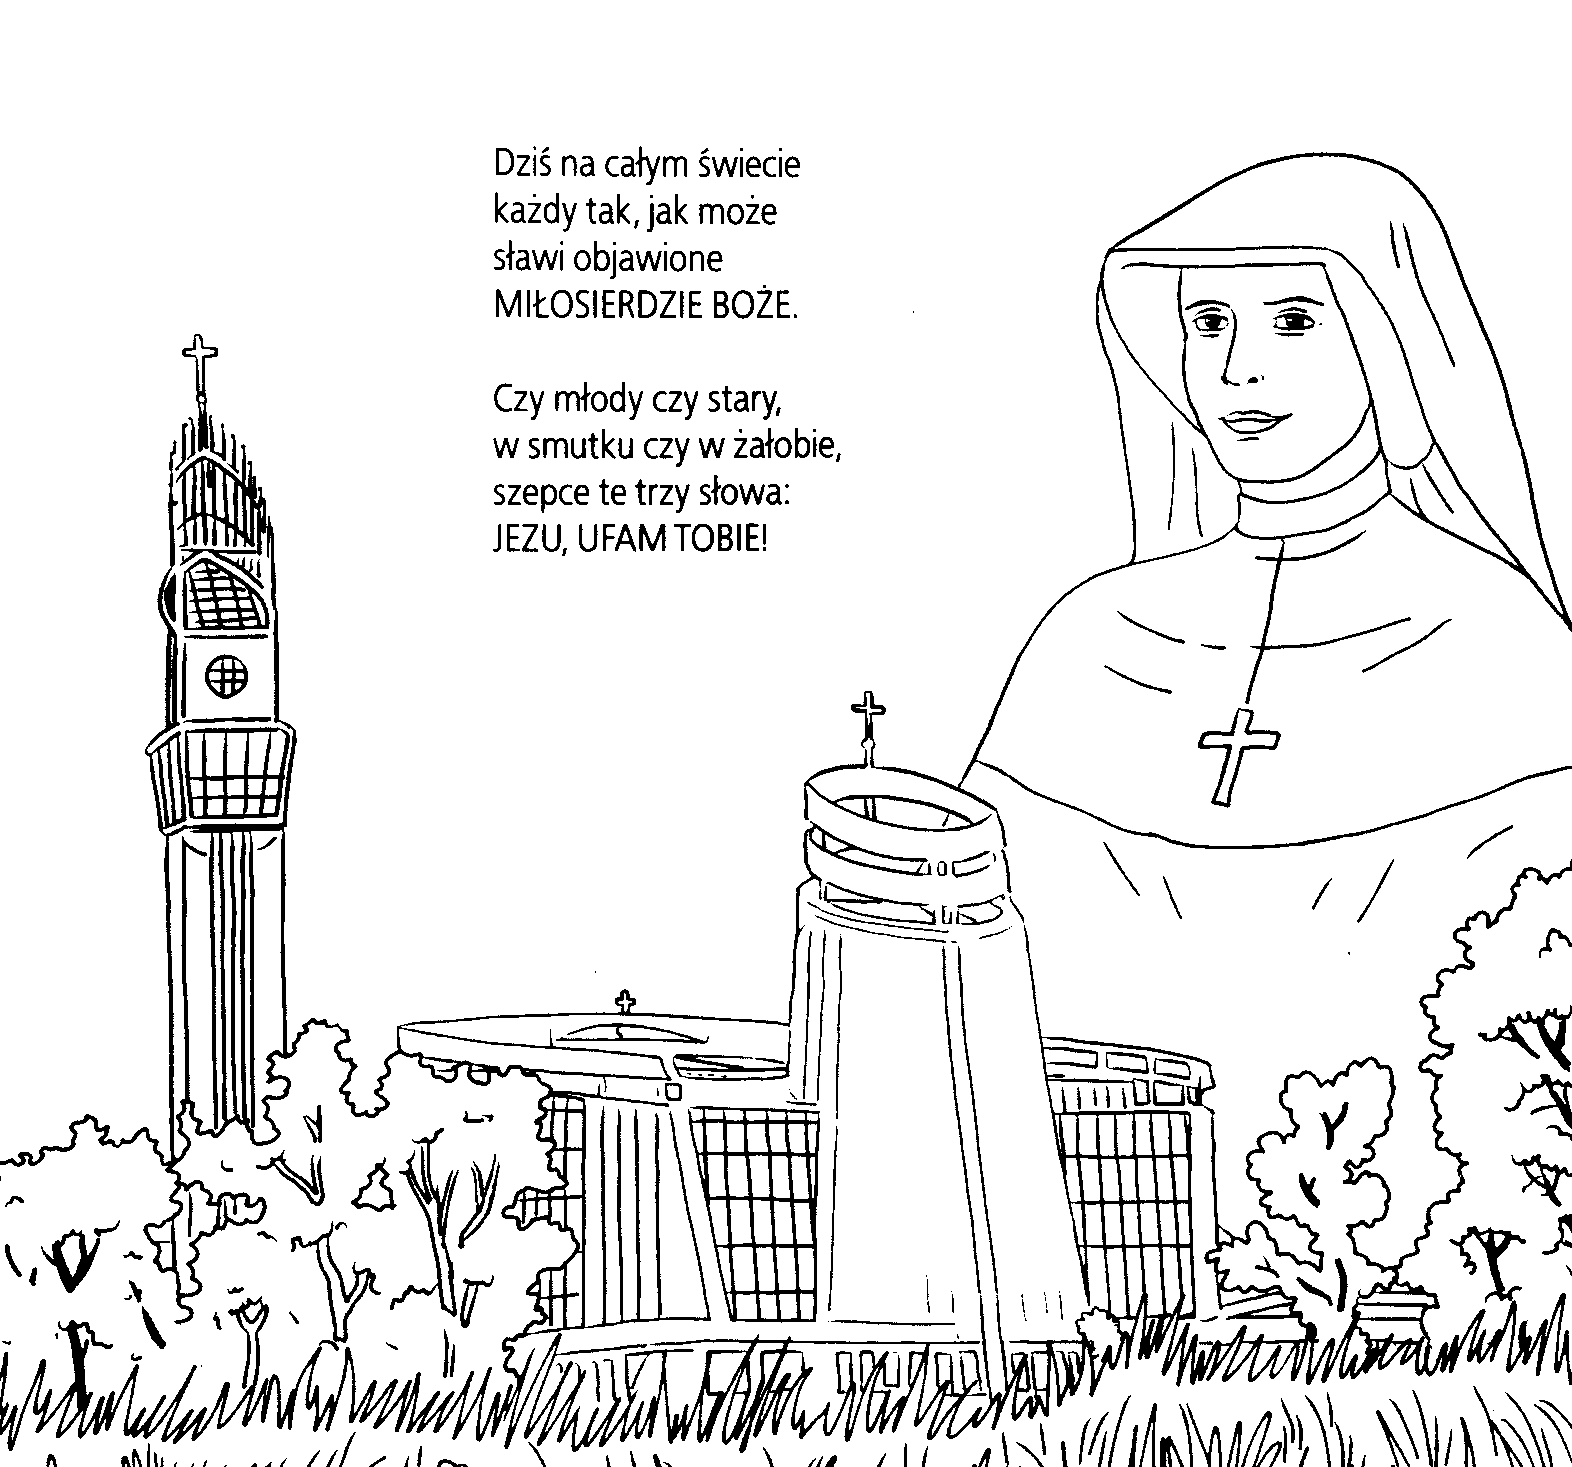 Dziś na całym świecie
każdy tak, jak może
sławi objawione
MIŁOSIERDZIE BOŻE.
Czy młody czy stary,
w smutku czy w żałobie,
szepce te trzy słowa:
JEZU, UFAM TOBIE!